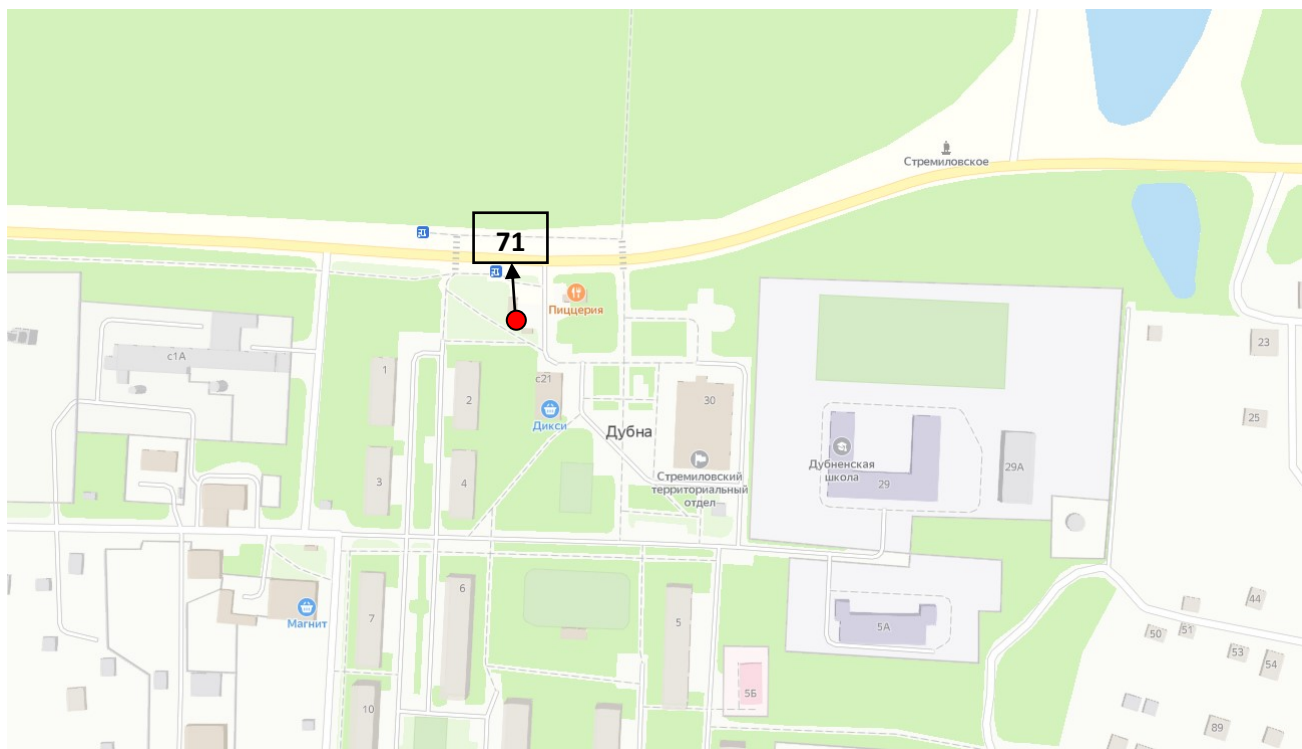 Стремиловское
71
Пиццерия
с1А
1
2
с21
30
23
Дикси
Дубна
25
3
4
Стремиловский
территориальный
отдел
Дубненская
школа
29
29А
Магнит
7
6
5
5А
44
50
51
53
54
5Б
10
89